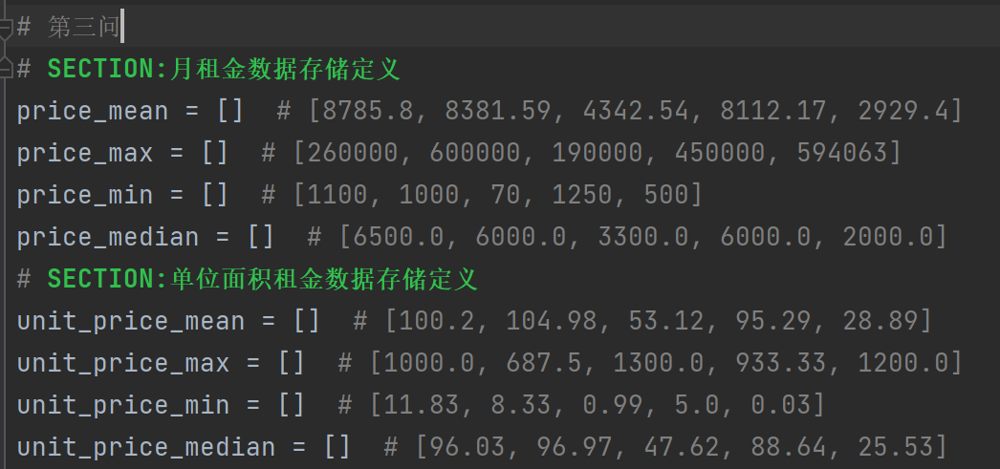 # 第三问
# SECTION:月租金数据存储定义
price_mean = []  # [8785.8, 8381.59, 4342.54, 8112.17, 2929.4]
price_max = []  # [260000, 600000, 190000, 450000, 594063]
price_min = []  # [1100, 1000, 70, 1250, 500]
price_median = []  # [6500.0, 6000.0, 3300.0, 6000.0, 2000.0]
# SECTION:单位面积租金数据存储定义
unit_price_mean = []  # [100.2, 104.98, 53.12, 95.29, 28.89]
unit_price_max = []  # [1000.0, 687.5, 1300.0, 933.33, 1200.0]
unit_price_min = []  # [11.83, 8.33, 0.99, 5.0, 0.03]
unit_price_median = []  # [96.03, 96.97, 47.62, 88.64, 25.53]